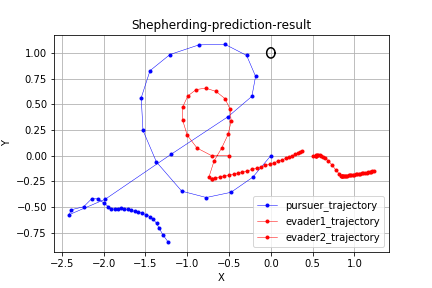 Shepherding-prediction-result
1.00
0.75
0.50
0.25
0.00
−0.25
−0.50
−0.75
Y
−2.5
−2.0
−1.5
−1.0
−0.5
0.0
0.5
1.0
X
pursuer_trajectory
evader1_trajectory
evader2_trajectory